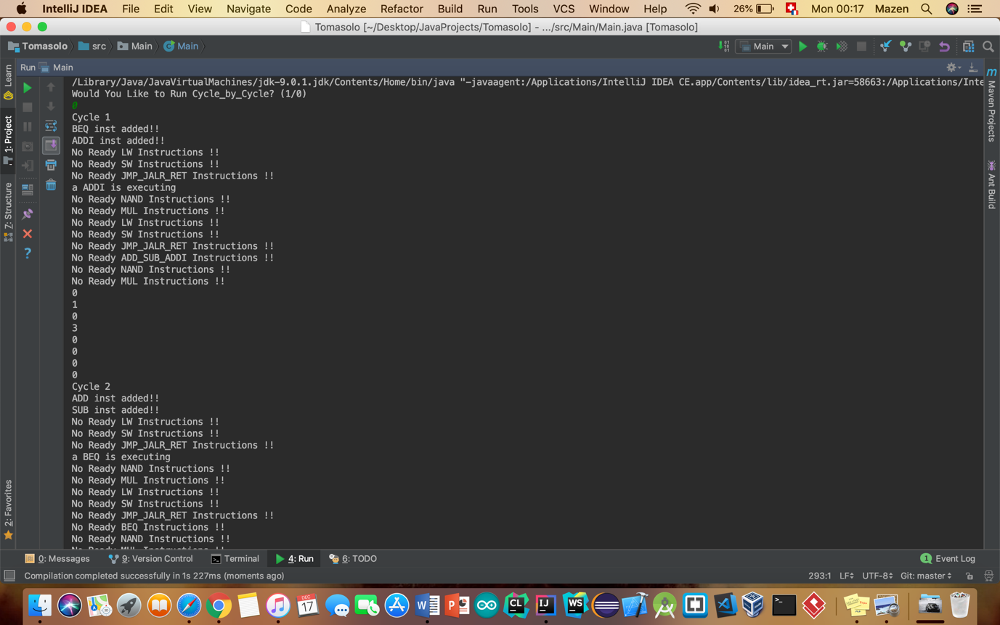 IntelliJ IDEA File Edit View Navigate Code Analyze Refactor Build Run Tools VCS Window Help 26% Mon 00:17 Mazen
Tomasolo [~/Desktop/JavaProjects/Tomasolo] - .../src/Main/Main.java [Tomasolo]
Tomasolo src Main Main Main
Run Main
Learn
1: Project
Z: Structure
2: Favorites
/Library/Java/JavaVirtualMachines/jdk-9.0.1.jdk/Contents/Home/bin/java "-javaagent:/Applications/IntelliJ IDEA CE.app/Contents/lib/idea_rt.jar=58663:/Applications/Inte
Would You Like to Run Cycle_by_Cycle? (1/0)
0
Cycle 1
BEQ inst added!!
ADDI inst added!!
No Ready LW Instructions !!
No Ready SW Instructions !!
No Ready JMP_JALR_RET Instructions !!
a ADDI is executing
No Ready NAND Instructions !!
No Ready MUL Instructions !!
No Ready LW Instructions !!
No Ready SW Instructions !!
No Ready JMP_JALR_RET Instructions !!
No Ready ADD_SUB_ADDI Instructions !!
No Ready NAND Instructions !!
No Ready MUL Instructions !!
0
1
0
3
0
0
0
0
Cycle 2
ADD inst added!!
SUB inst added!!
No Ready LW Instructions !!
No Ready SW Instructions !!
No Ready JMP_JALR_RET Instructions !!
a BEQ is executing
No Ready NAND Instructions !!
No Ready MUL Instructions !!
No Ready LW Instructions !!
No Ready SW Instructions !!
No Ready JMP_JALR_RET Instructions !!
No Ready BEQ Instructions !!
No Ready NAND Instructions !!
No Ready MUL Instructions !!
m Maven Projects
Ant Build
0: Messages 9: Version Control Terminal 4: Run 6: TODO 1 Event Log
Compilation completed successfully in 1s 227ms (moments ago) 293:1 LF UTF-8 Git: master
DEC
17
W P CL IJ WS